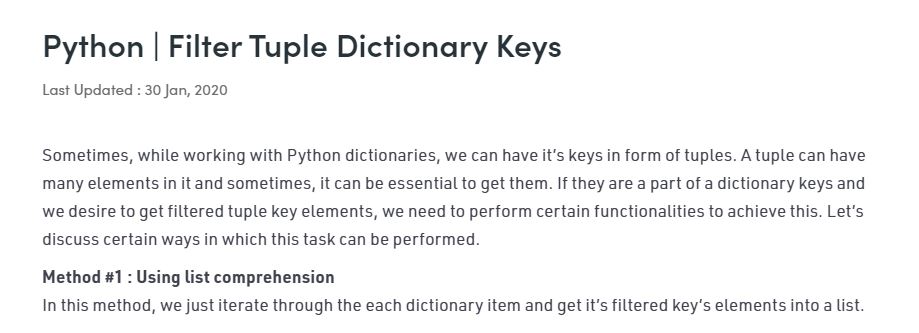 Python | Filter Tuple Dictionary Keys
Last Updated : 30 Jan, 2020
Sometimes, while working with Python dictionaries, we can have it’s keys in form of tuples. A tuple can have
many elements in it and sometimes, it can be essential to get them. If they are a part of a dictionary keys and
we desire to get filtered tuple key elements, we need to perform certain functionalities to achieve this. Let’s
discuss certain ways in which this task can be performed.
Method #1 : Using list comprehension
In this method, we just iterate through the each dictionary item and get it’s filtered key’s elements into a list.